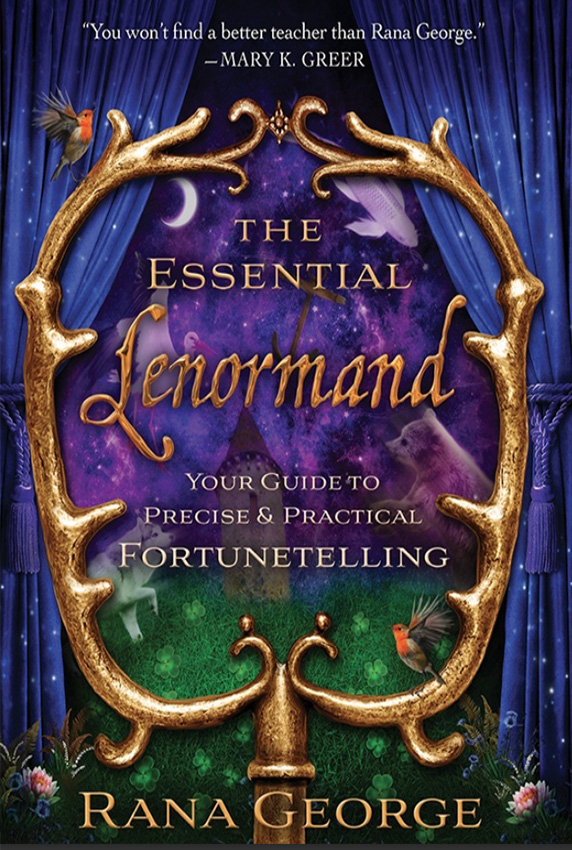 “You won’t find a better teacher than Rana George.”
—MARY K. GREER
THE
ESSENTIAL
Lenormand
YOUR GUIDE TO
PRECISE & PRACTICAL
FORTUNETELLING
RANA GEORGE